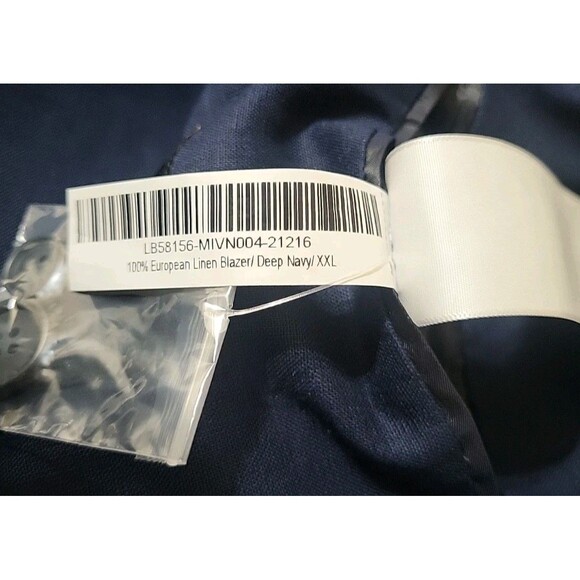 LB58156-MIVN004-21216
100% European Linen Blazer/ Deep Navy/ XXL